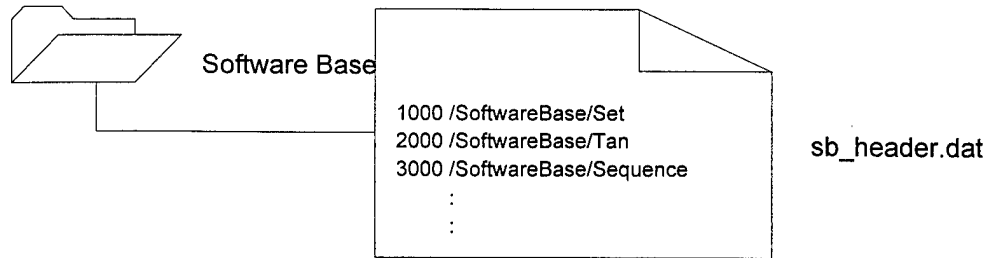 Software Base
1000 /SoftwareBase/Set
2000 /SoftwareBase/Tan
3000 /SoftwareBase/Sequence
:
:
sb_header.dat